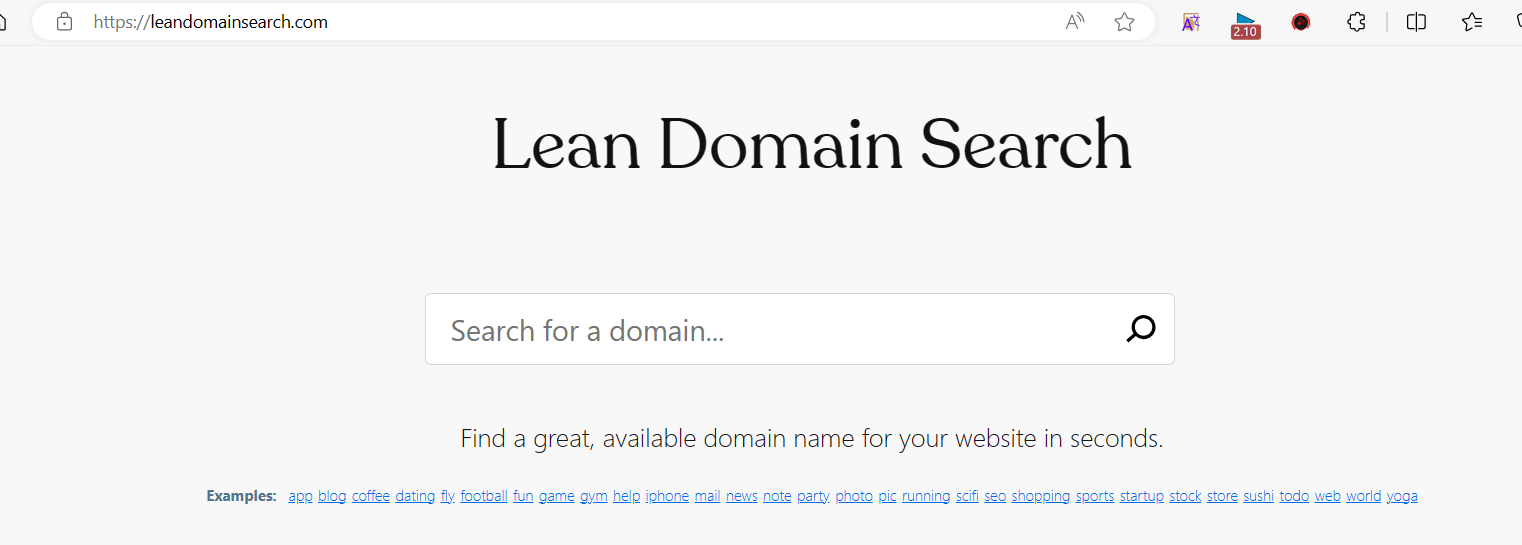 https://leandomainsearch.com
2.10
Lean Domain Search
Search for a domain...
Find a great, available domain name for your website in seconds.
Examples: app blog coffee dating fly football fun game gym help iphone mail news note party photo pic running scifi seo shopping sports startup stock store sushi todo web world yoga